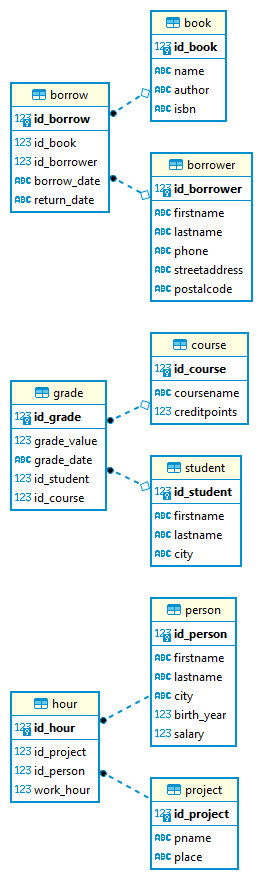 book
123 id_book
ABC name
ABC author
ABC isbn
borrow
123 id_borrow
123 id_book
123 id_borrower
ABC borrow_date
ABC return_date
borrower
123 id_borrower
ABC firstname
ABC lastname
ABC phone
ABC streetaddress
ABC postalcode
course
123 id_course
ABC coursename
123 creditpoints
grade
123 id_grade
123 grade_value
ABC grade_date
123 id_student
123 id_course
student
123 id_student
ABC firstname
ABC lastname
ABC city
person
123 id_person
ABC firstname
ABC lastname
ABC city
123 birth_year
123 salary
hour
123 id_hour
123 id_project
123 id_person
123 work_hour
project
123 id_project
ABC pname
ABC place